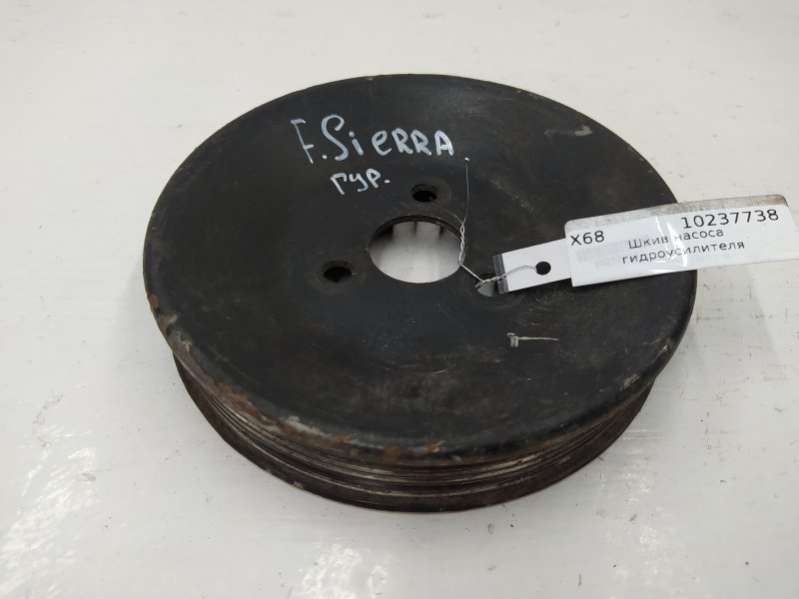 F. SiERRA.
ГУР.
X68 10237738
Шкив насоса
гидроусилителя